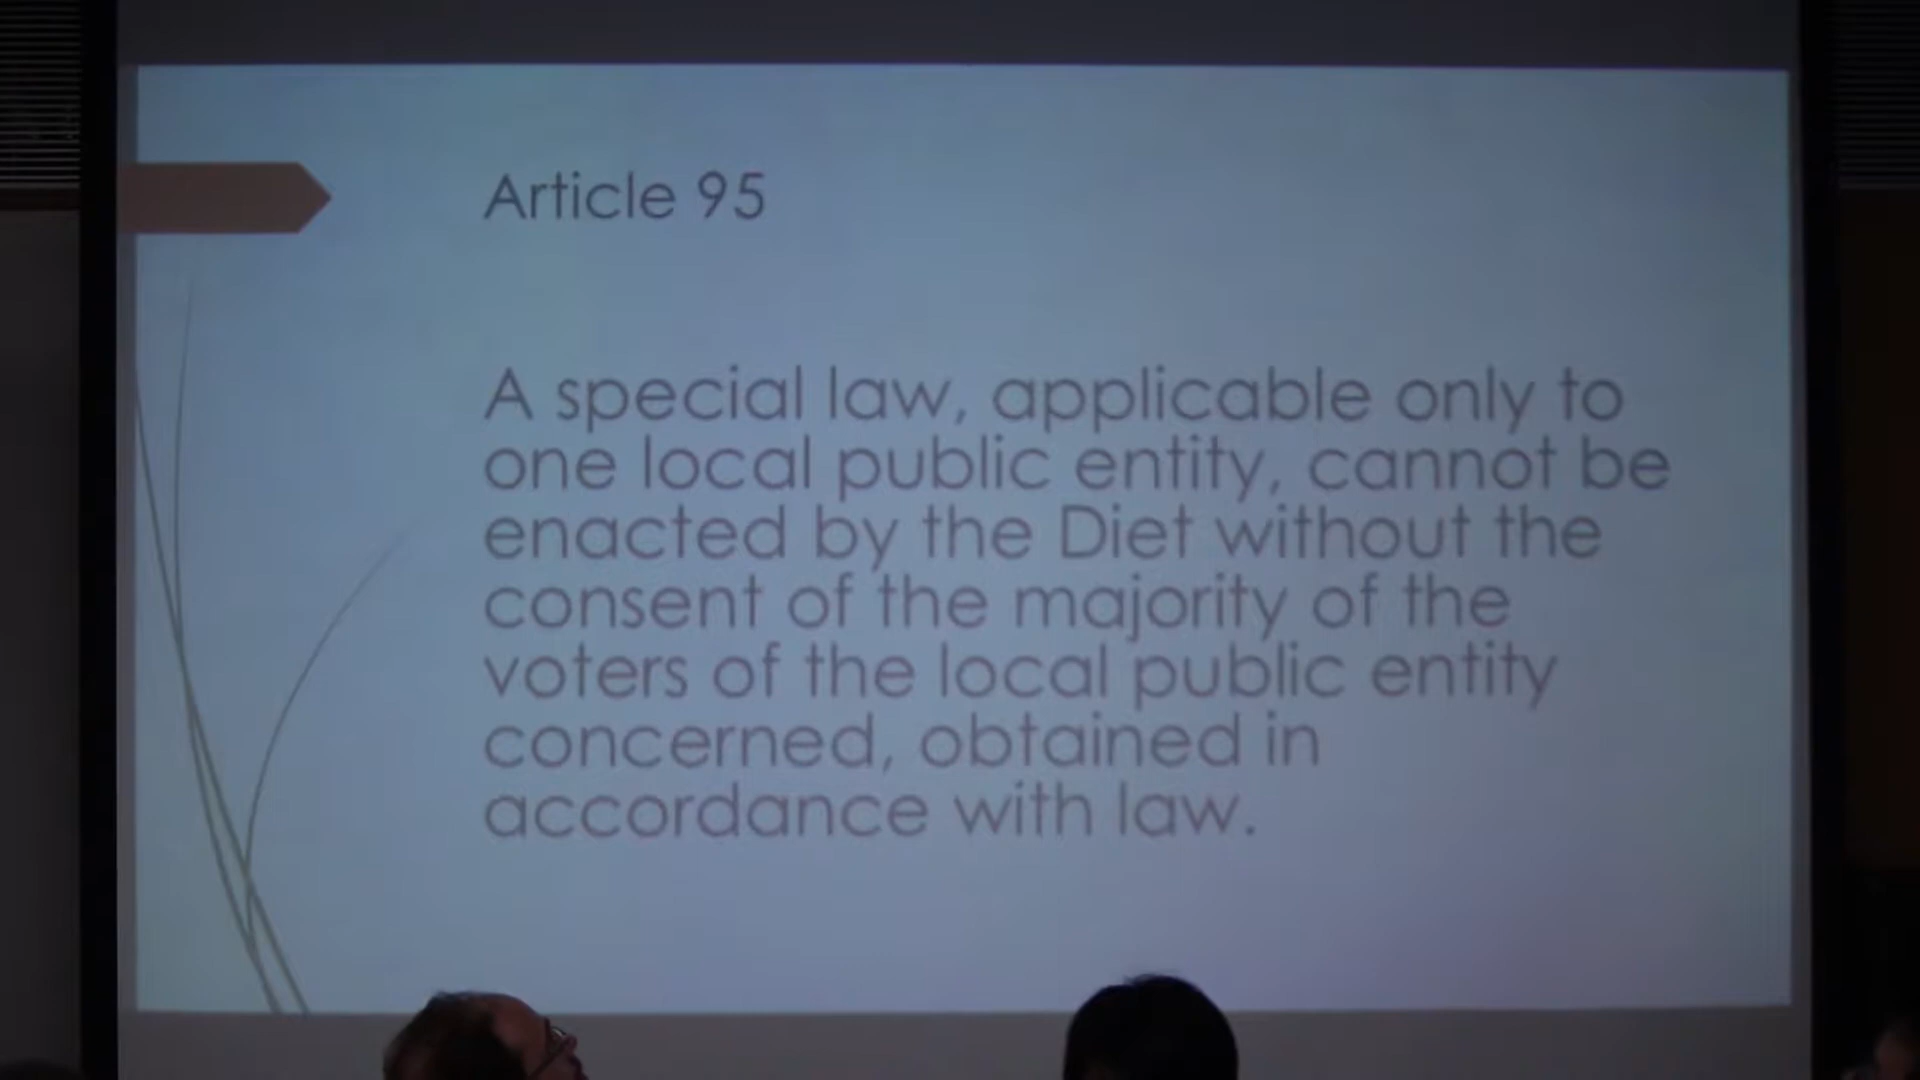 Article 95
A special law, applicable only to
one local public entity, cannot be
enacted by the Diet without the
consent of the majority of the
voters of the local public entity
concerned, obtained in
accordance with law.